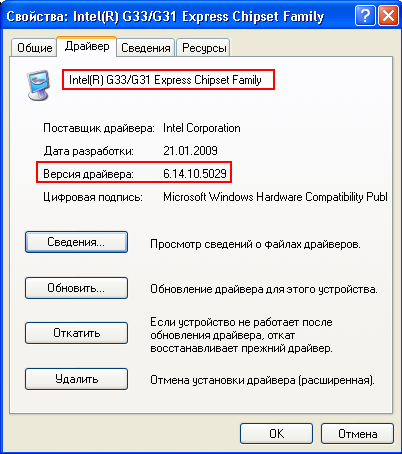 Свойства: Intel(R) G33/G31 Express Chipset Family
Общие Драйвер Сведения Ресурсы
Intel(R) G33/G31 Express Chipset Family
Поставщик драйвера: Intel Corporation
Дата разработки: 21.01.2009
Версия драйвера: 6.14.10.5029
Цифровая подпись: Microsoft Windows Hardware Compatibility Publ
Сведения... Просмотр сведений о файлах драйверов.
Обновить... Обновление драйвера для этого устройства.
Если устройство не работает после
Откатить обновления драйвера, откат
восстанавливает прежний драйвер.
Удалить Отмена установки драйвера (расширенная).
OK Отмена